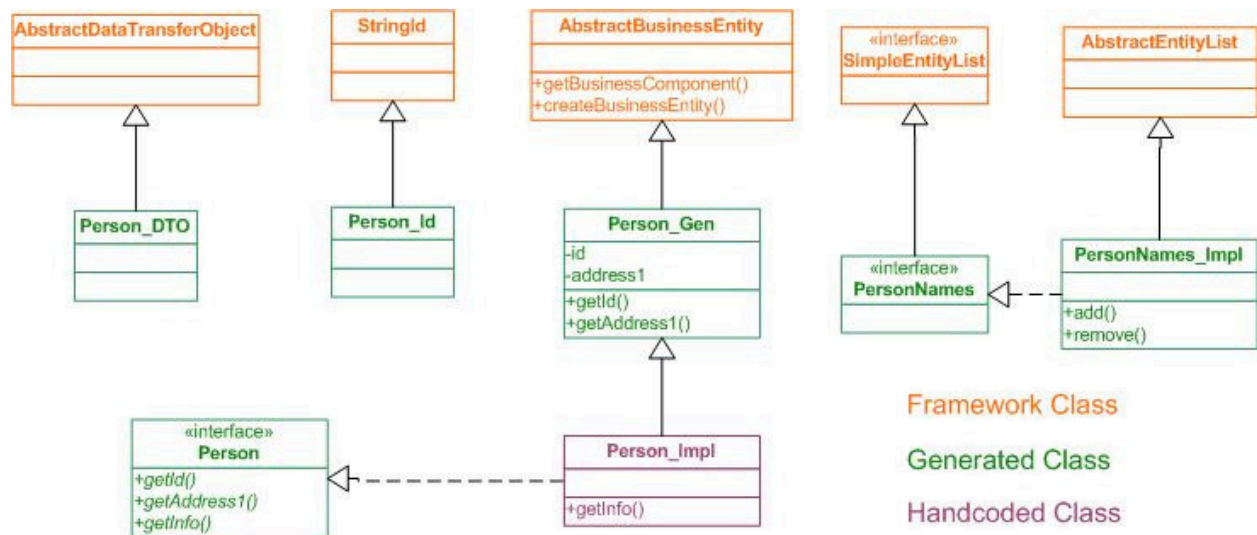 AbstractDataTransferObject
StringId
AbstractBusinessEntity
+getBusinessComponent()
+createBusinessEntity()
«interface»
SimpleEntityList
AbstractEntityList
Person_DTO
Person_Id
Person_Gen
-id
-address1
+getId()
+getAddress1()
«interface»
PersonNames
PersonNames_Impl
+add()
+remove()
«interface»
Person
+getId()
+getAddress1()
+getInfo()
Person_Impl
+getInfo()
Framework Class
Generated Class
Handcoded Class